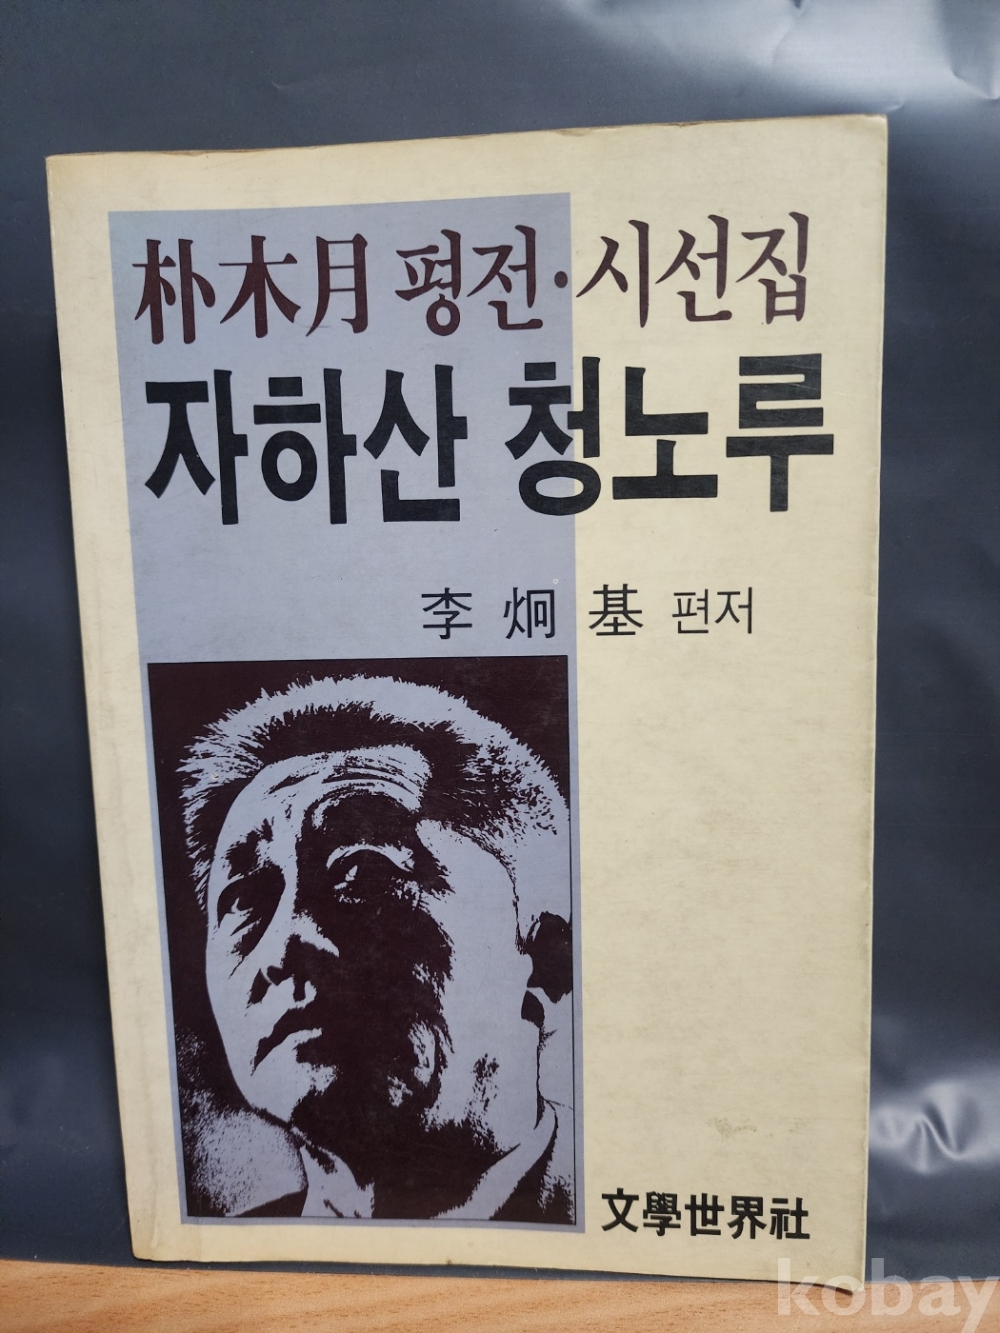 朴木月 평전·시선집
자하산 청노루
李 炯 基 편저
文學世界社
kobay